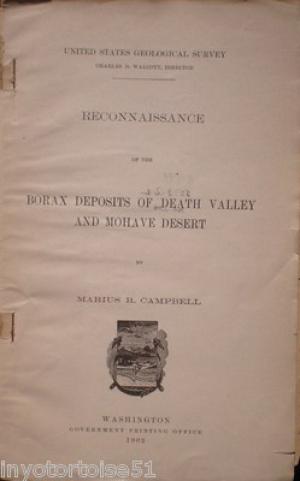 UNITED STATES GEOLOGICAL SURVEY
CHARLES D. WALCOTT, DIRECTOR
RECONNAISSANCE
OF THE
BORAX DEPOSITS OF DEATH VALLEY
AND MOHAVE DESERT
BY
MARIUS R. CAMPBELL
WASHINGTON
GOVERNMENT PRINTING OFFICE
1902
inyotortoise51